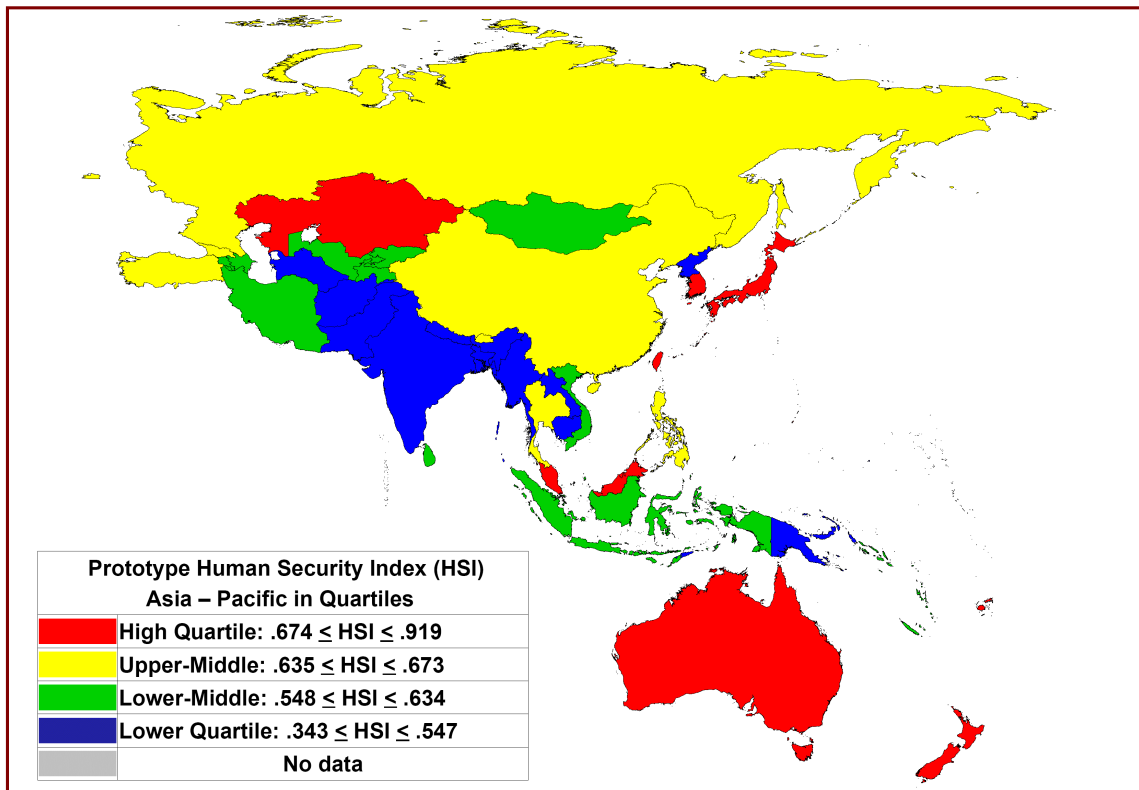 Prototype Human Security Index (HSI)
Asia – Pacific in Quartiles
High Quartile: .674 ≤ HSI ≤ .919
Upper-Middle: .635 ≤ HSI ≤ .673
Lower-Middle: .548 ≤ HSI ≤ .634
Lower Quartile: .343 ≤ HSI ≤ .547
No data